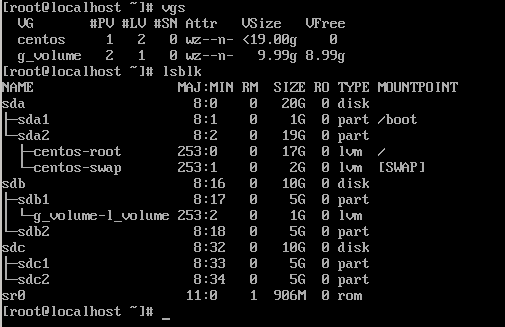 [root@localhost ~]# vgs
  VG       #PV #LV #SN Attr   VSize   VFree
  centos     1   2   0 wz--n- <19.00g    0
  g_volume   2   1   0 wz--n-   9.99g 8.99g
[root@localhost ~]# lsblk
NAME                  MAJ:MIN RM  SIZE RO TYPE MOUNTPOINT
sda                     8:0    0   20G  0 disk
├─sda1                  8:1    0    1G  0 part /boot
└─sda2                  8:2    0   19G  0 part
  ├─centos-root       253:0    0   17G  0 lvm  /
  └─centos-swap       253:1    0    2G  0 lvm  [SWAP]
sdb                     8:16   0   10G  0 disk
├─sdb1                  8:17   0    5G  0 part
│ └─g_volume-l_volume 253:2    0    1G  0 lvm
└─sdb2                  8:18   0    5G  0 part
sdc                     8:32   0   10G  0 disk
├─sdc1                  8:33   0    5G  0 part
└─sdc2                  8:34   0    5G  0 part
sr0                    11:0    1  906M  0 rom
[root@localhost ~]# _